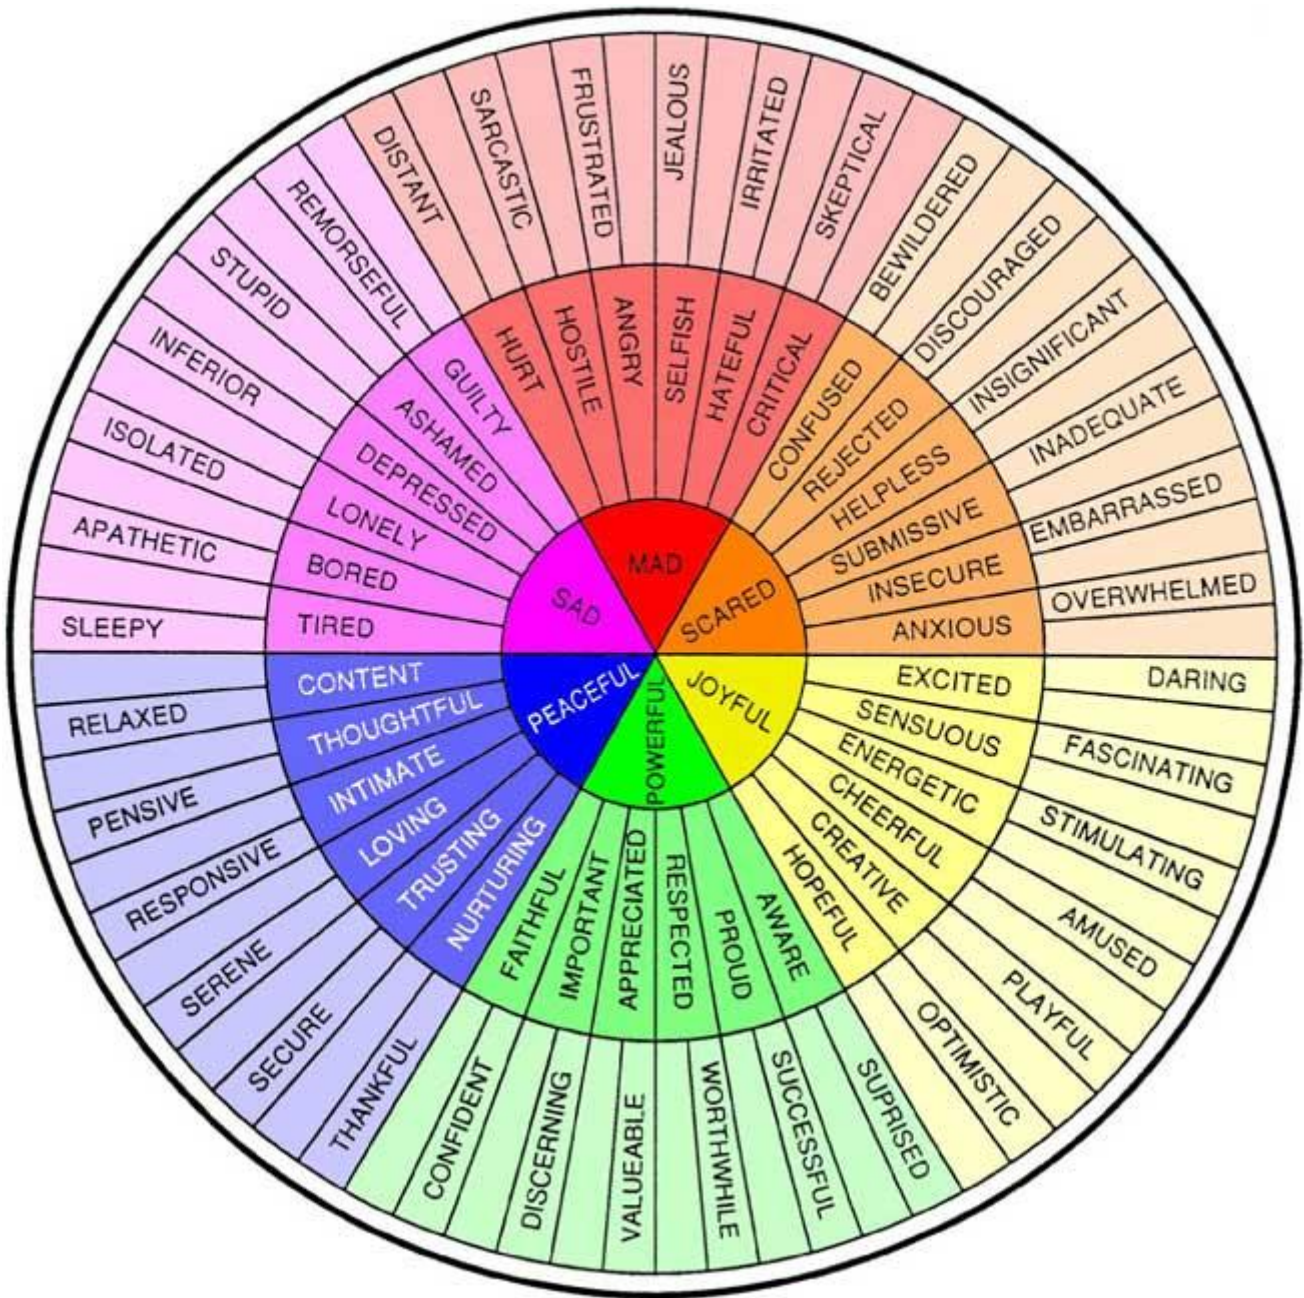 MAD
SCARED
JOYFUL
POWERFUL
PEACEFUL
SAD
HURT
HOSTILE
ANGRY
SELFISH
HATEFUL
CRITICAL
CONFUSED
REJECTED
HELPLESS
SUBMISSIVE
INSECURE
ANXIOUS
EXCITED
SENSUOUS
ENERGETIC
CHEERFUL
CREATIVE
HOPEFUL
AWARE
PROUD
RESPECTED
APPRECIATED
IMPORTANT
FAITHFUL
NURTURING
TRUSTING
LOVING
INTIMATE
THOUGHTFUL
CONTENT
TIRED
BORED
LONELY
DEPRESSED
ASHAMED
GUILTY
DISTANT
SARCASTIC
FRUSTRATED
JEALOUS
IRRITATED
SKEPTICAL
BEWILDERED
DISCOURAGED
INSIGNIFICANT
INADEQUATE
EMBARRASSED
OVERWHELMED
DARING
FASCINATING
STIMULATING
AMUSED
PLAYFUL
OPTIMISTIC
SUPRISED
SUCCESSFUL
WORTHWHILE
VALUEABLE
DISCERNING
CONFIDENT
THANKFUL
SECURE
SERENE
RESPONSIVE
PENSIVE
RELAXED
SLEEPY
APATHETIC
ISOLATED
INFERIOR
STUPID
REMORSEFUL